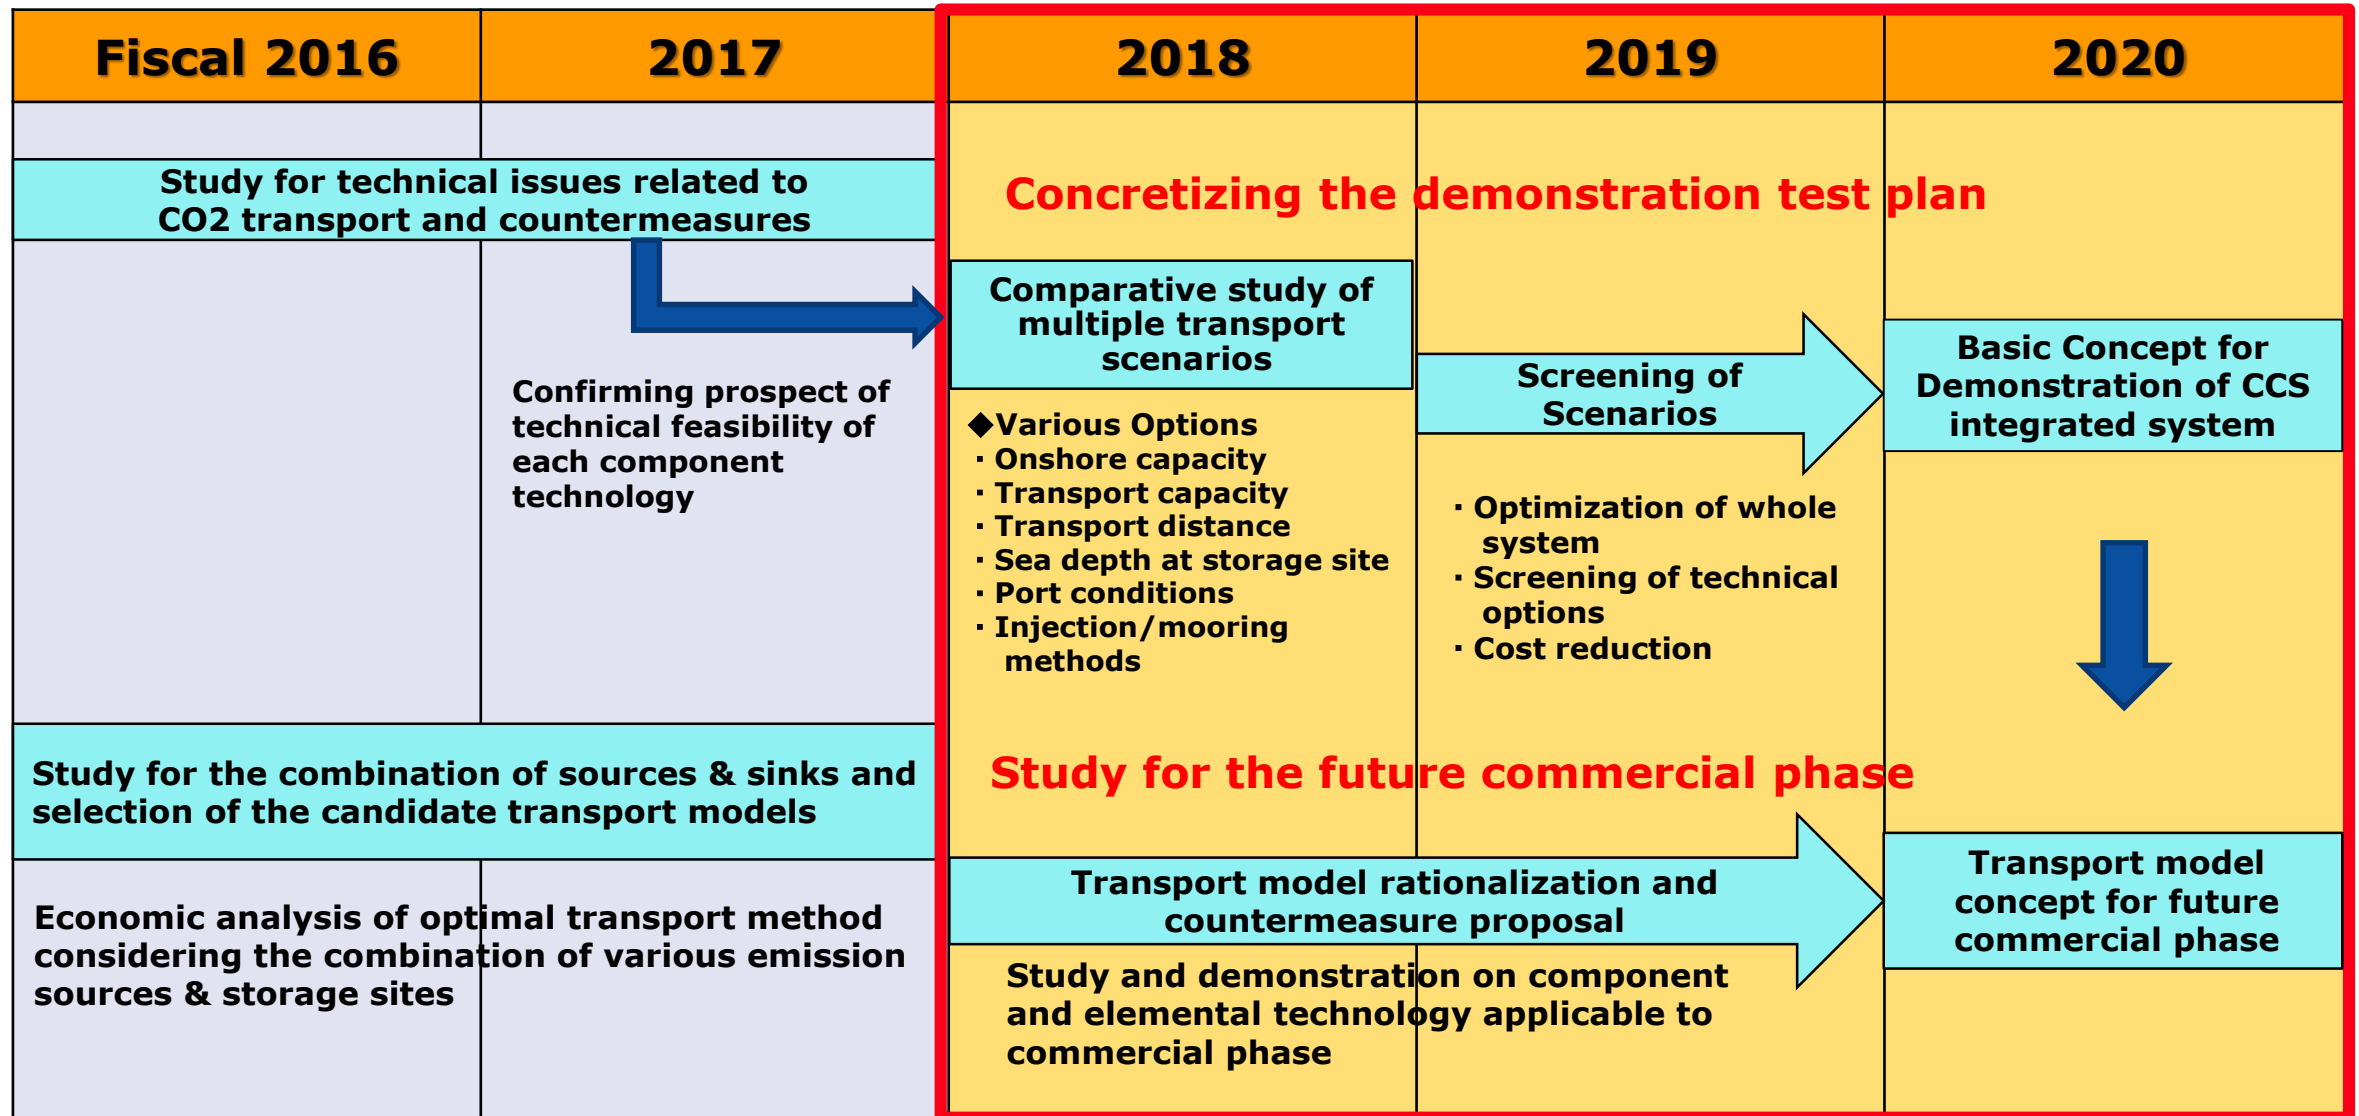 Fiscal 2016
2017
2018
2019
2020
Study for technical issues related to
CO2 transport and countermeasures
Confirming prospect of
technical feasibility of
each component
technology
Concretizing the demonstration test plan
Comparative study of
multiple transport
scenarios
◆Various Options
· Onshore capacity
· Transport capacity
· Transport distance
· Sea depth at storage site
· Port conditions
· Injection/mooring
methods
Screening of
Scenarios
· Optimization of whole
system
· Screening of technical
options
· Cost reduction
Basic Concept for
Demonstration of CCS
integrated system
Study for the combination of sources & sinks and
selection of the candidate transport models
Economic analysis of optimal transport method
considering the combination of various emission
sources & storage sites
Study for the future commercial phase
Transport model rationalization and
countermeasure proposal
Study and demonstration on component
and elemental technology applicable to
commercial phase
Transport model
concept for future
commercial phase